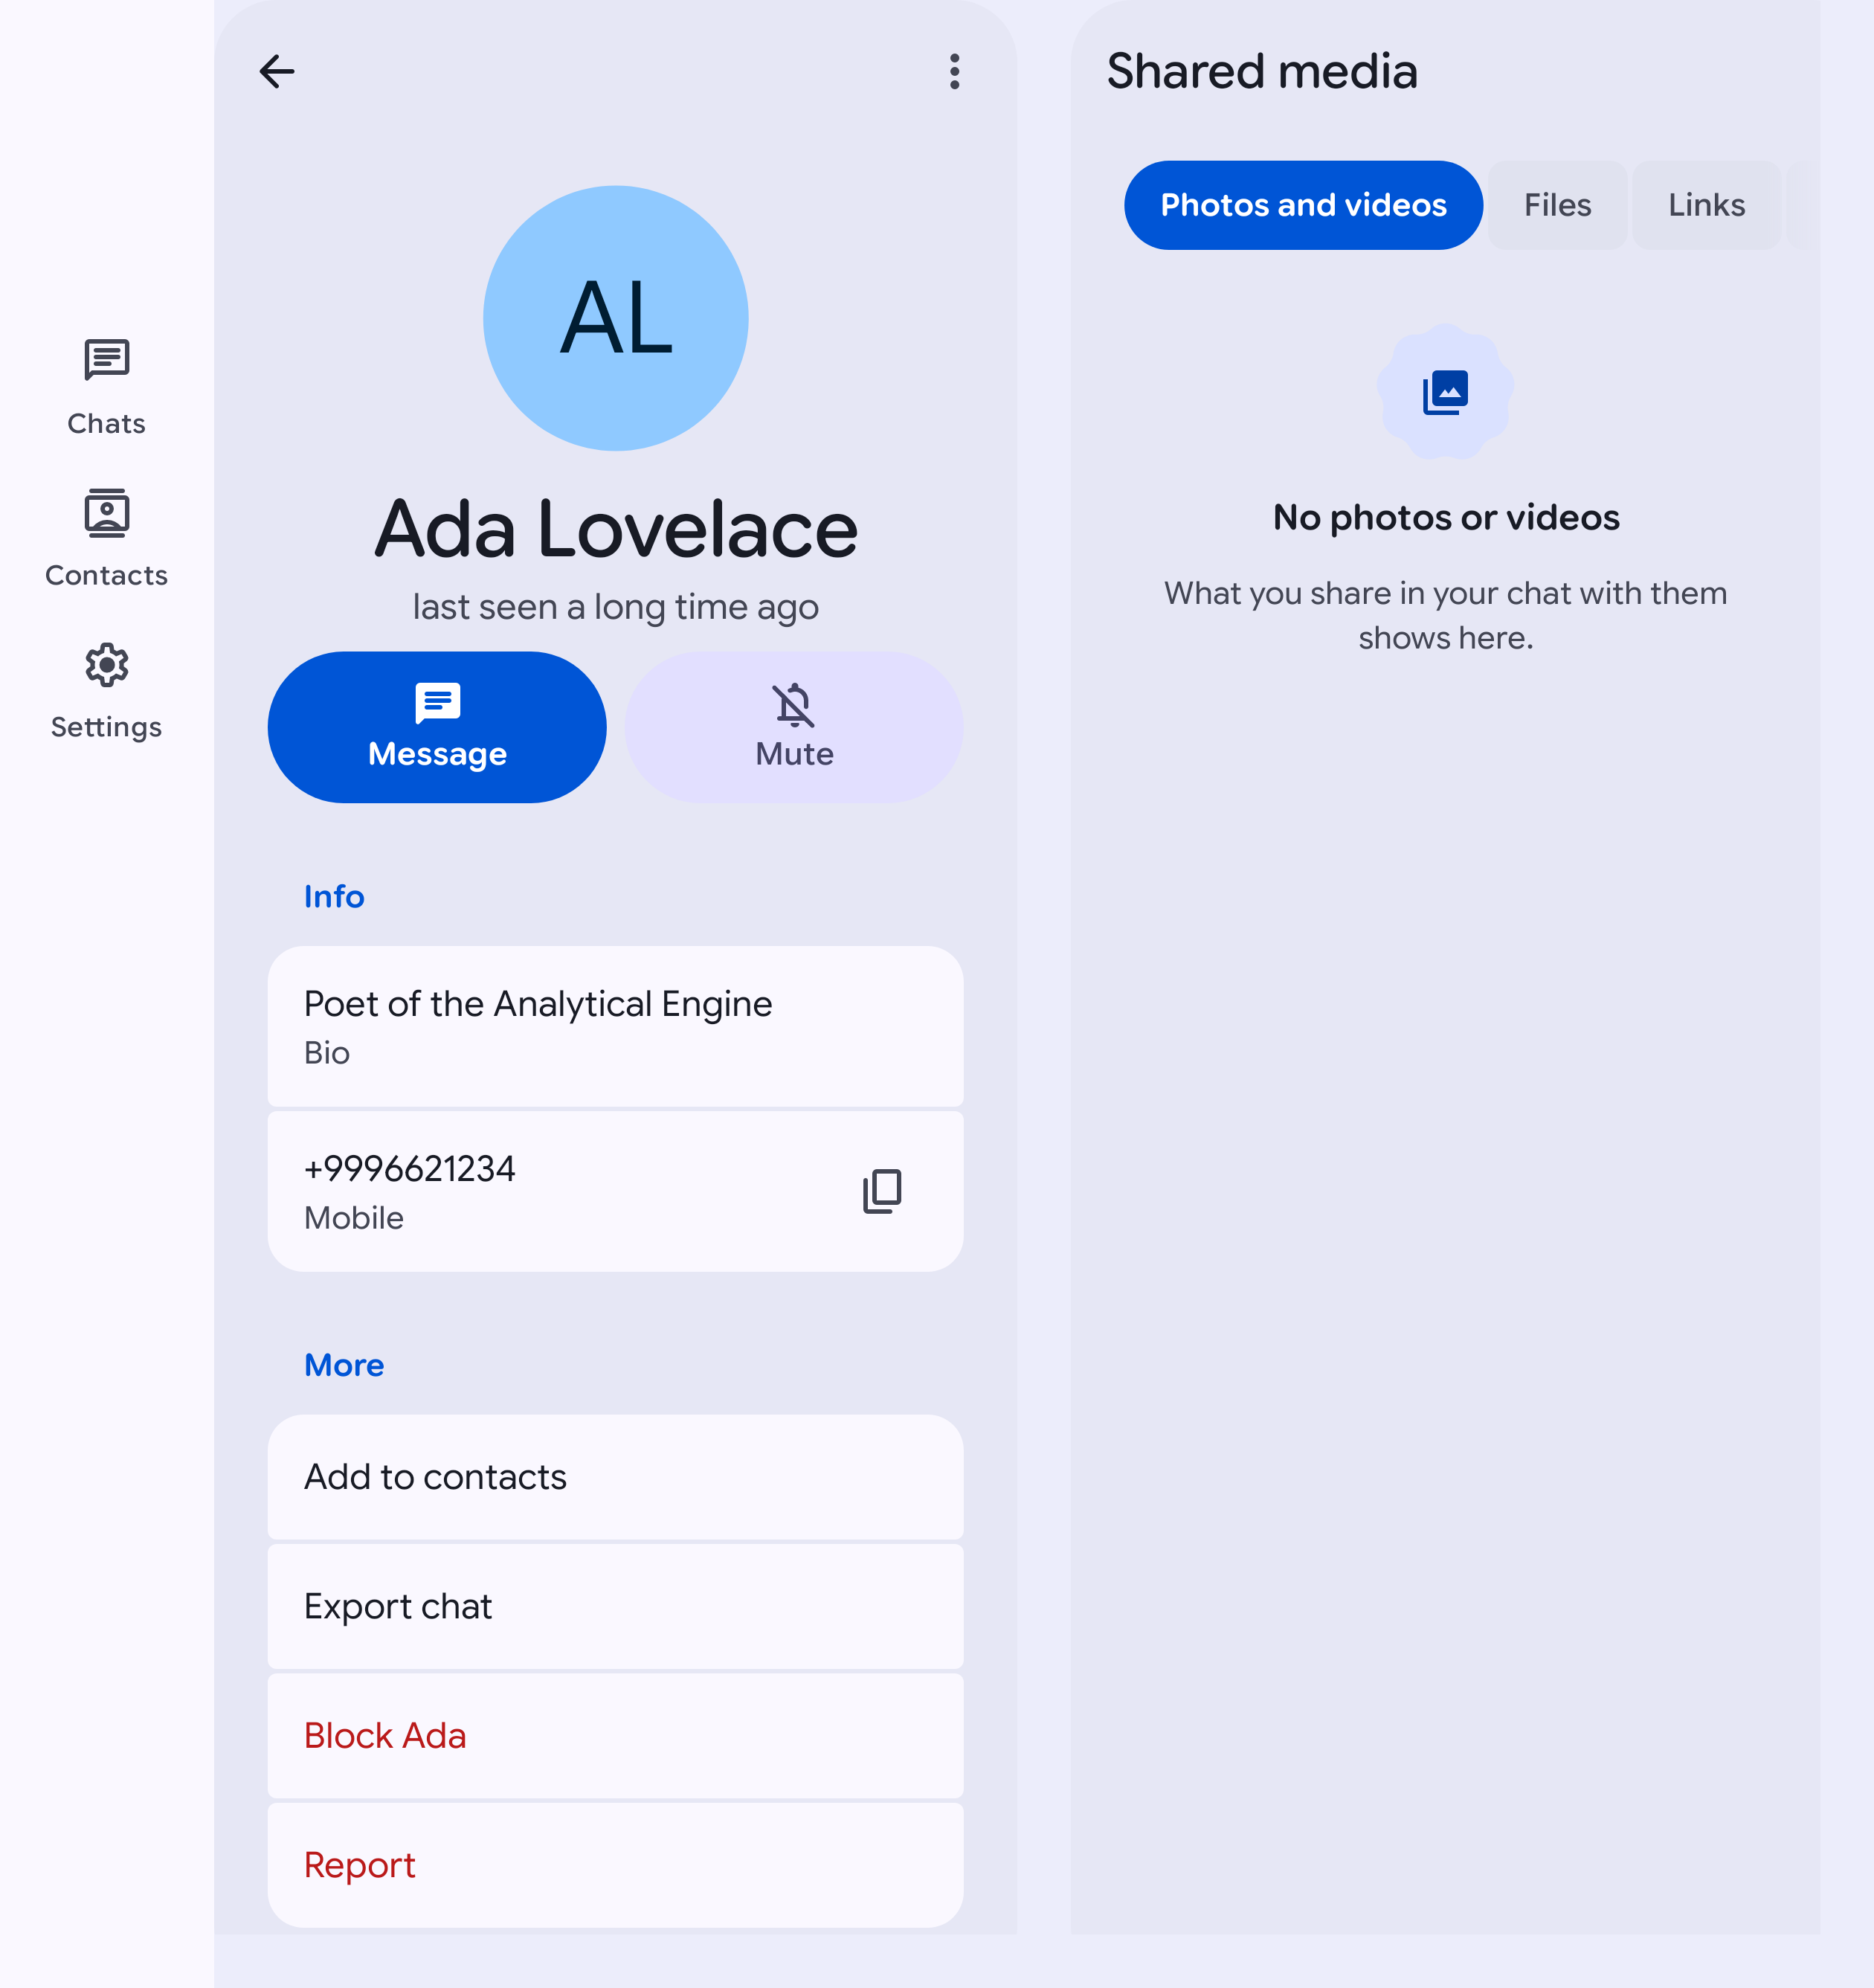 Chats
Contacts
Settings
AL
Ada Lovelace
last seen a long time ago
Message
Mute
Info
Poet of the Analytical Engine
Bio
+9996621234
Mobile
More
Add to contacts
Export chat
Block Ada
Report
Shared media
Photos and videos
Files
Links
No photos or videos
What you share in your chat with them
shows here.